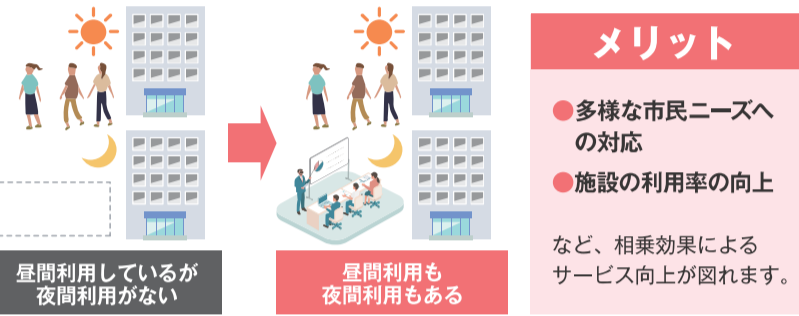 昼間利用しているが
夜間利用がない
昼間利用も
夜間利用もある
メリット
●多様な市民ニーズへ
の対応
●施設の利用率の向上
など、相乗効果による
サービス向上が図れます。